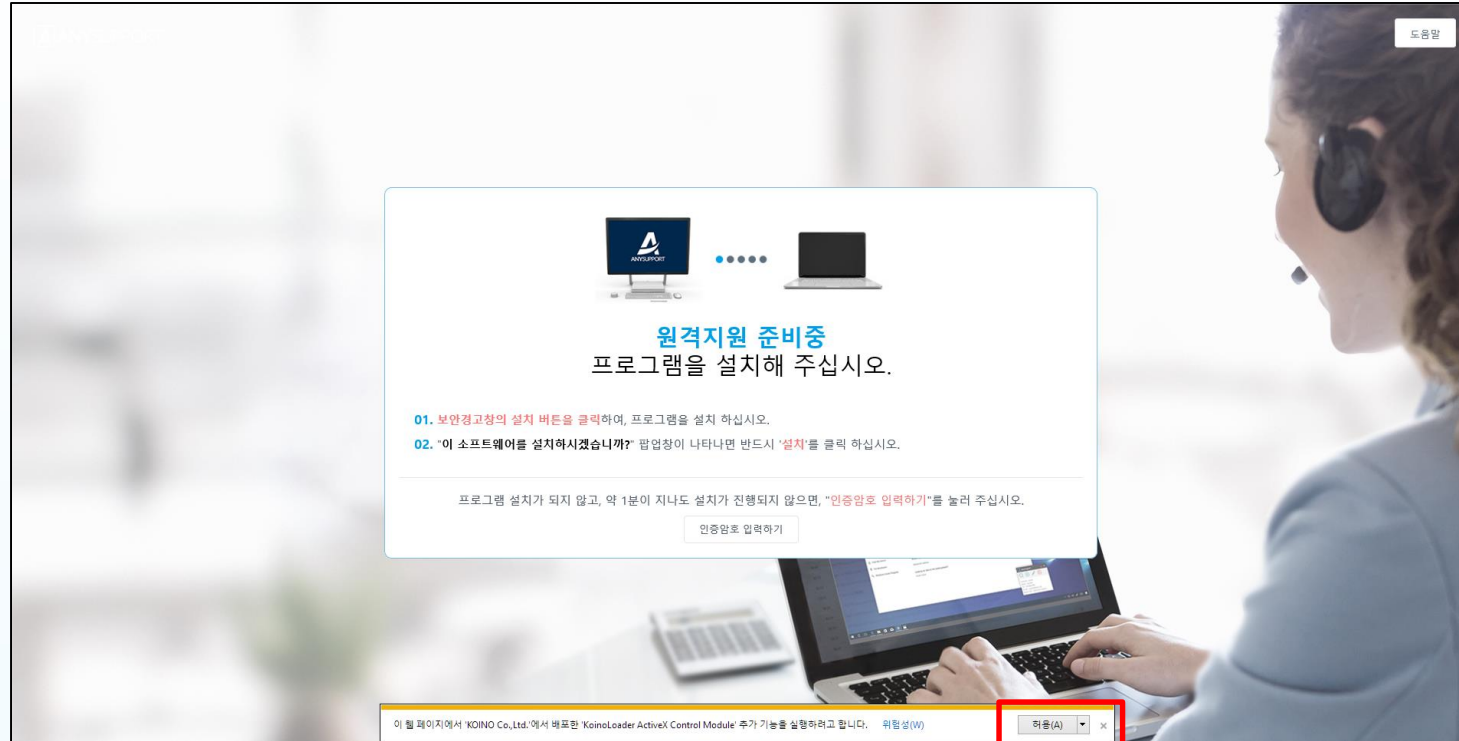 도움말
ANYSUPPORT
원격지원 준비중
프로그램을 설치해 주십시오.
01. 보안경고창의 설치 버튼을 클릭하여, 프로그램을 설치 하십시오.
02. "이 소프트웨어를 설치하시겠습니까?" 팝업창이 나타나면 반드시 '설치'를 클릭 하십시오.
프로그램 설치가 되지 않고, 약 1분이 지나도 설치가 진행되지 않으면, "인증암호 입력하기"를 눌러 주십시오.
인증암호 입력하기
이 웹 페이지에서 'KOINO Co.,Ltd.'에서 배포한 'KoinoLoader ActiveX Control Module' 추가 기능을 실행하려고 합니다. 위험성(W) 허용(A) ×